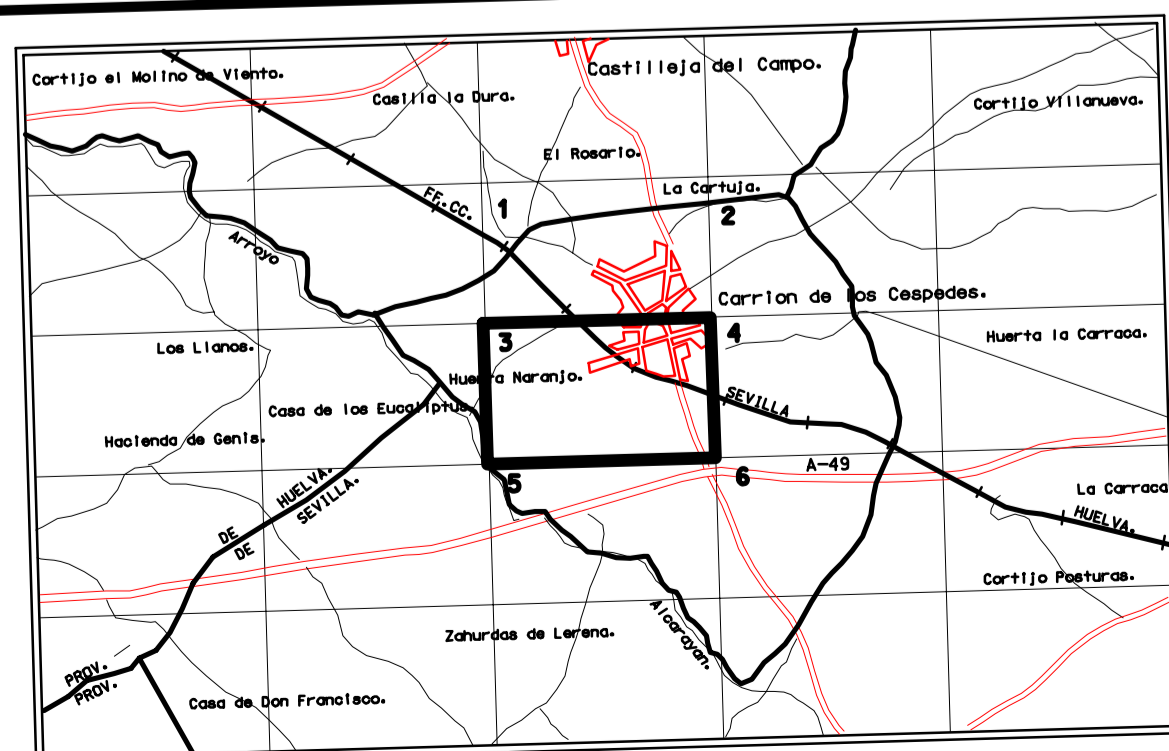 Castilleja del Campo.
Cortijo el Molino de Viento.
Casilla la Dura.
Cortijo Villanueva.
El Rosario.
La Cartuja.
FF.CC.
1
2
Arroyo
Carrion de los Cespedes.
3
4
Huerta la Carraca.
Los Llanos.
Huerta Naranjo.
Casa de los Eucaliptus.
SEVILLA
Hacienda de Genis.
A-49
5
6
HUELVA.
SEVILLA.
La Carraca
HUELVA.
DE
DE
Cortijo Posturas.
Zahurdas de Lerena.
Alcarayan.
PROV.
PROV.
Casa de Don Francisco.